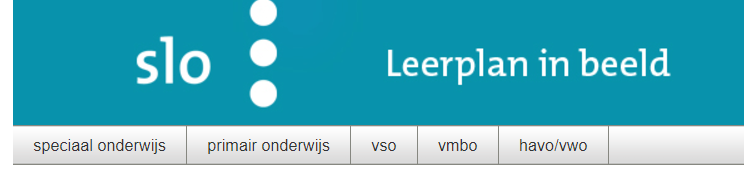 slo Leerplan in beeld
speciaal onderwijs primair onderwijs vso vmbo havo/vwo